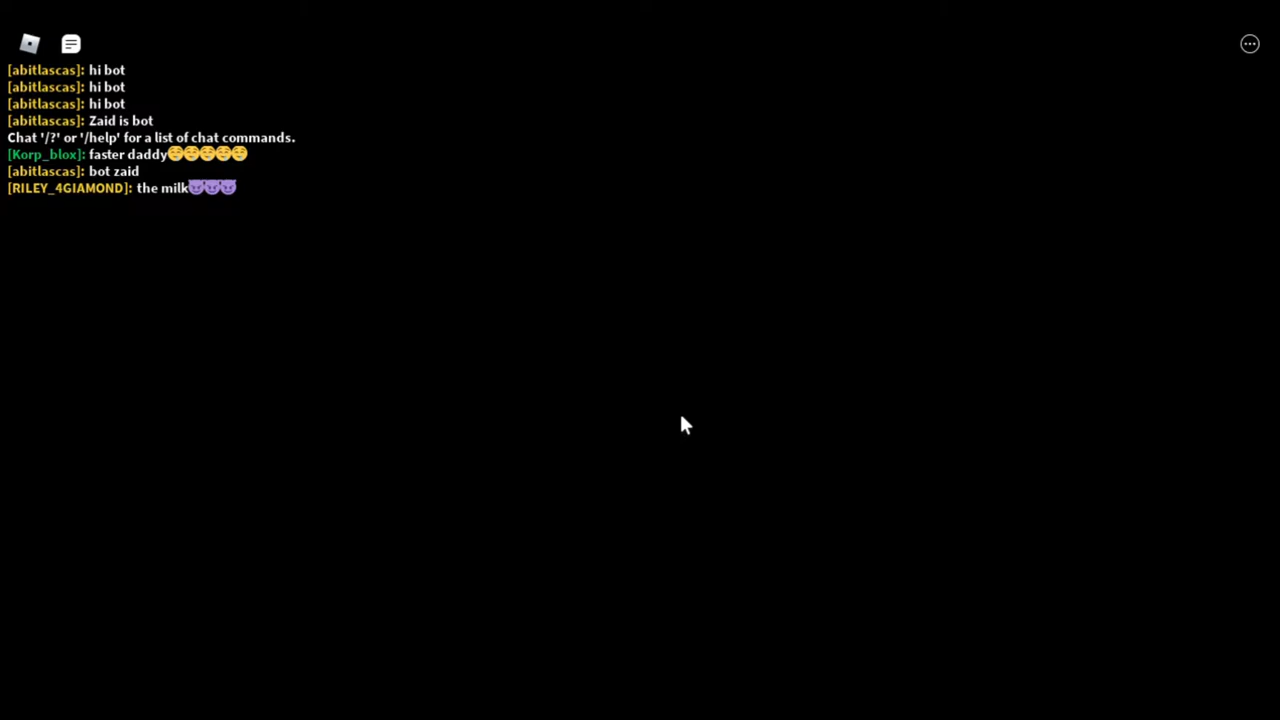 [abitlascas]: hi bot
[abitlascas]: hi bot
[abitlascas]: hi bot
[abitlascas]: Zaid is bot
Chat '/?' or '/help' for a list of chat commands.
[Korp_blox]: faster daddy☺️☺️☺️☺️☺️
[abitlascas]: bot zaid
[RILEY_4GIAMOND]: the milk😈😈😈